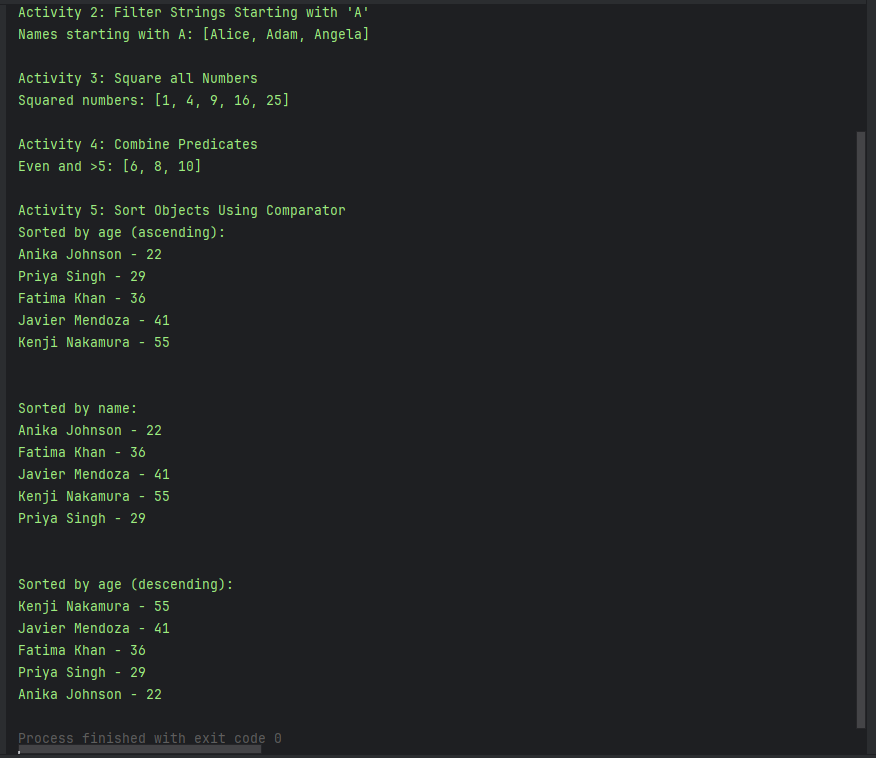 Activity 2: Filter Strings Starting with 'A'
Names starting with A: [Alice, Adam, Angela]
Activity 3: Square all Numbers
Squared numbers: [1, 4, 9, 16, 25]
Activity 4: Combine Predicates
Even and >5: [6, 8, 10]
Activity 5: Sort Objects Using Comparator
Sorted by age (ascending):
Anika Johnson - 22
Priya Singh - 29
Fatima Khan - 36
Javier Mendoza - 41
Kenji Nakamura - 55
Sorted by name:
Anika Johnson - 22
Fatima Khan - 36
Javier Mendoza - 41
Kenji Nakamura - 55
Priya Singh - 29
Sorted by age (descending):
Kenji Nakamura - 55
Javier Mendoza - 41
Fatima Khan - 36
Priya Singh - 29
Anika Johnson - 22
Process finished with exit code 0